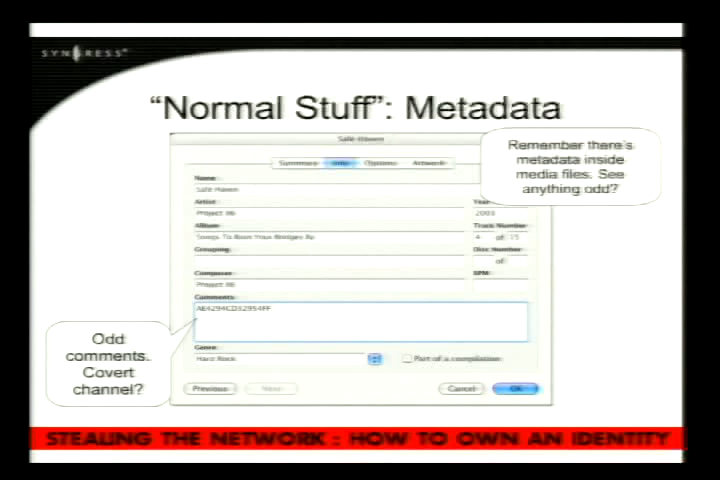 SYNGRESS
"Normal Stuff": Metadata
Safe Haven
Remember there's
metadata inside
media files. See
anything odd?
Summary Info Options Artwork
Name
Safe Haven
Artist
Project 86
Year
2003
Album
Songs To Burn Your Bridges By
Track Number
4 of 15
Grouping
Disc Number
of
Composer
Project 86
BPM
Comments
AE4294CD32954FF
Odd
comments.
Covert
channel?
Genre
Hard Rock
Part of a compilation
Previous Next Cancel OK
STEALING THE NETWORK : HOW TO OWN AN IDENTITY